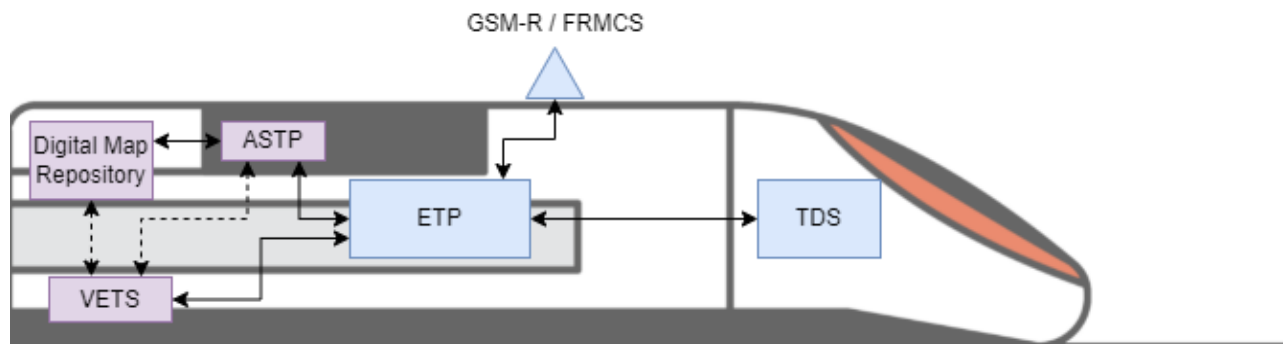 GSM-R / FRMCS
Digital Map
Repository
ASTP
ETP
TDS
VETS